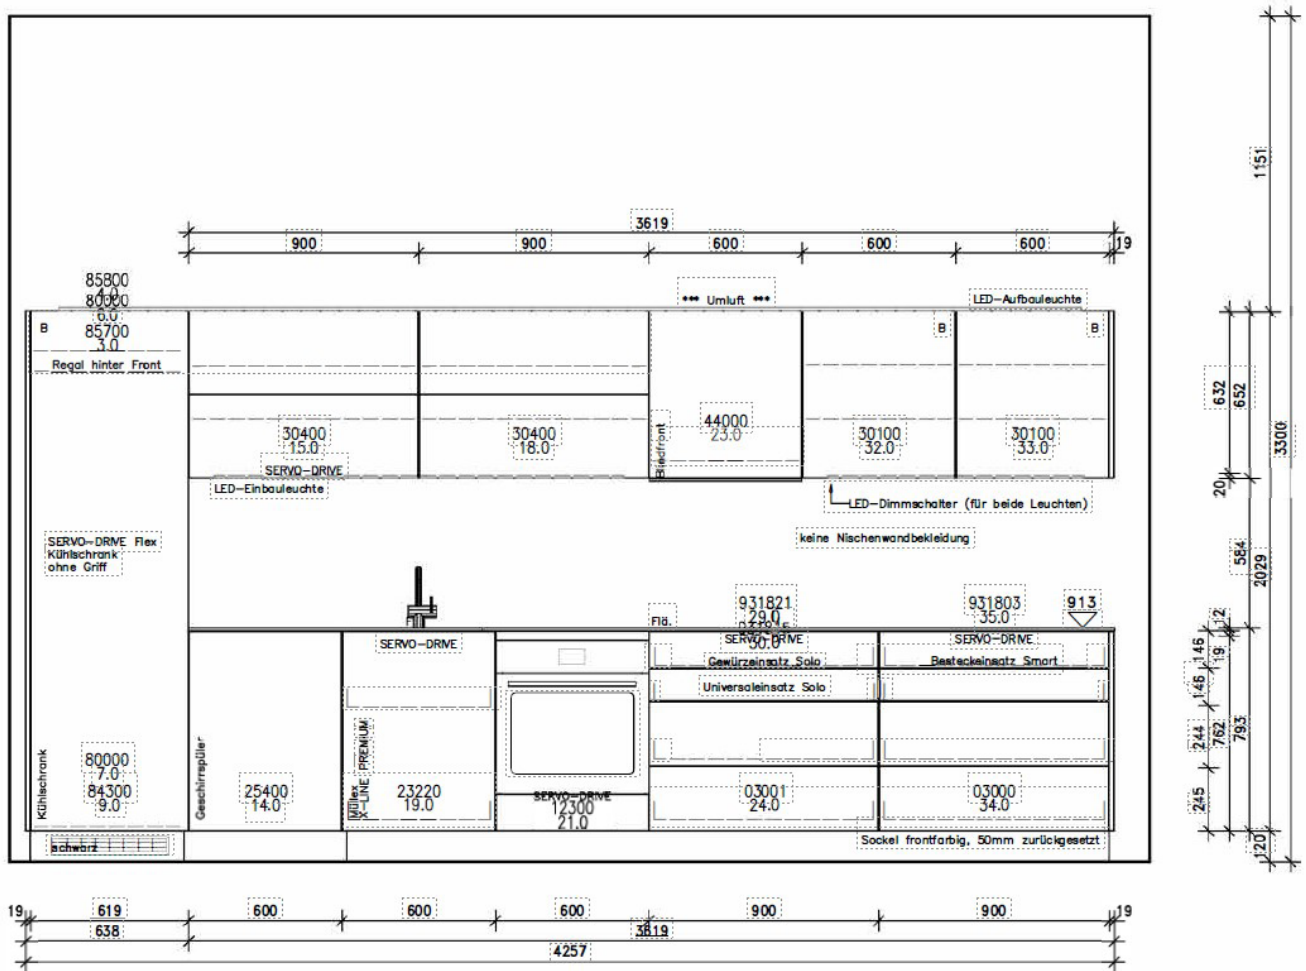 3619
900 900 600 600 600 19
1151
85800
4.0
80000
6.0
85700
3.0
*** Umluft ***
LED-Aufbauleuchte
B
B
B
Regal hinter Front
632 652
3300
44000
23.0
30400
15.0
30400
18.0
30100
32.0
30100
33.0
Blindfront
SERVO-DRIVE
LED-Einbauleuchte
20
LED-Dimmschalter (für beide Leuchten)
SERVO-DRIVE Flex
Kühlschrank
ohne Griff
keine Nischenwandbekleidung
584
2029
931821
29.0
931803
35.0
913
12
Flä.
30.0
SERVO-DRIVE
SERVO-DRIVE
SERVO-DRIVE
146
19
Gewürzeinsatz Solo
Besteckeinsatz Smart
Universaleinsatz Solo
146
244
762
793
245
Kühlschrank
80000
7.0
84300
9.0
Geschirrspüler
25400
14.0
Müllex
X-LINE PREMIUM
23220
19.0
SERVO-DRIVE
12300
21.0
03001
24.0
03000
34.0
schwarz
Sockel frontfarbig, 50mm zurückgesetzt
120
19 619 600 600 600 900 900 19
638 3619
4257